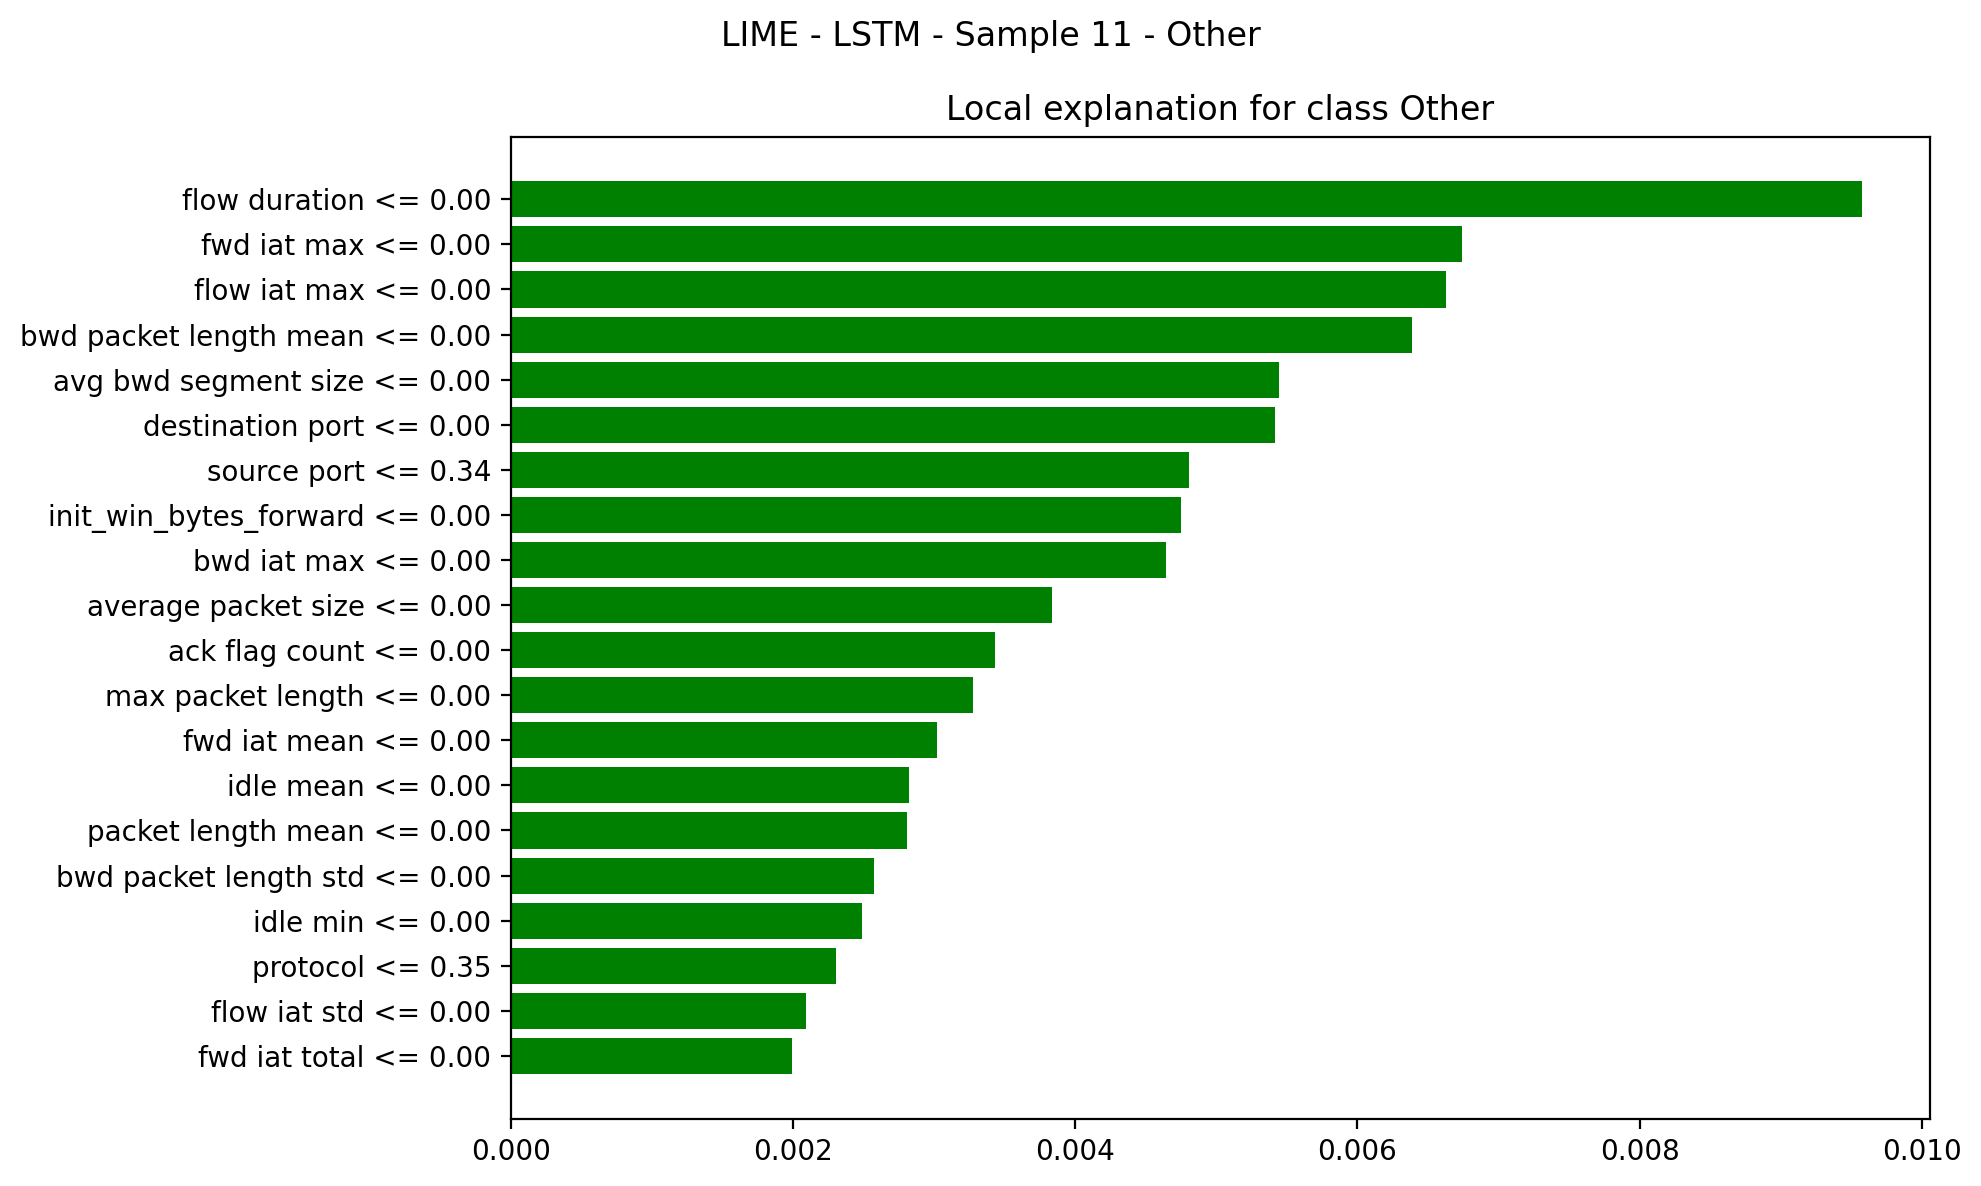 LIME - LSTM - Sample 11 - Other
Local explanation for class Other
flow duration <= 0.00
fwd iat max <= 0.00
flow iat max <= 0.00
bwd packet length mean <= 0.00
avg bwd segment size <= 0.00
destination port <= 0.00
source port <= 0.34
init_win_bytes_forward <= 0.00
bwd iat max <= 0.00
average packet size <= 0.00
ack flag count <= 0.00
max packet length <= 0.00
fwd iat mean <= 0.00
idle mean <= 0.00
packet length mean <= 0.00
bwd packet length std <= 0.00
idle min <= 0.00
protocol <= 0.35
flow iat std <= 0.00
fwd iat total <= 0.00
0.000 0.002 0.004 0.006 0.008 0.010